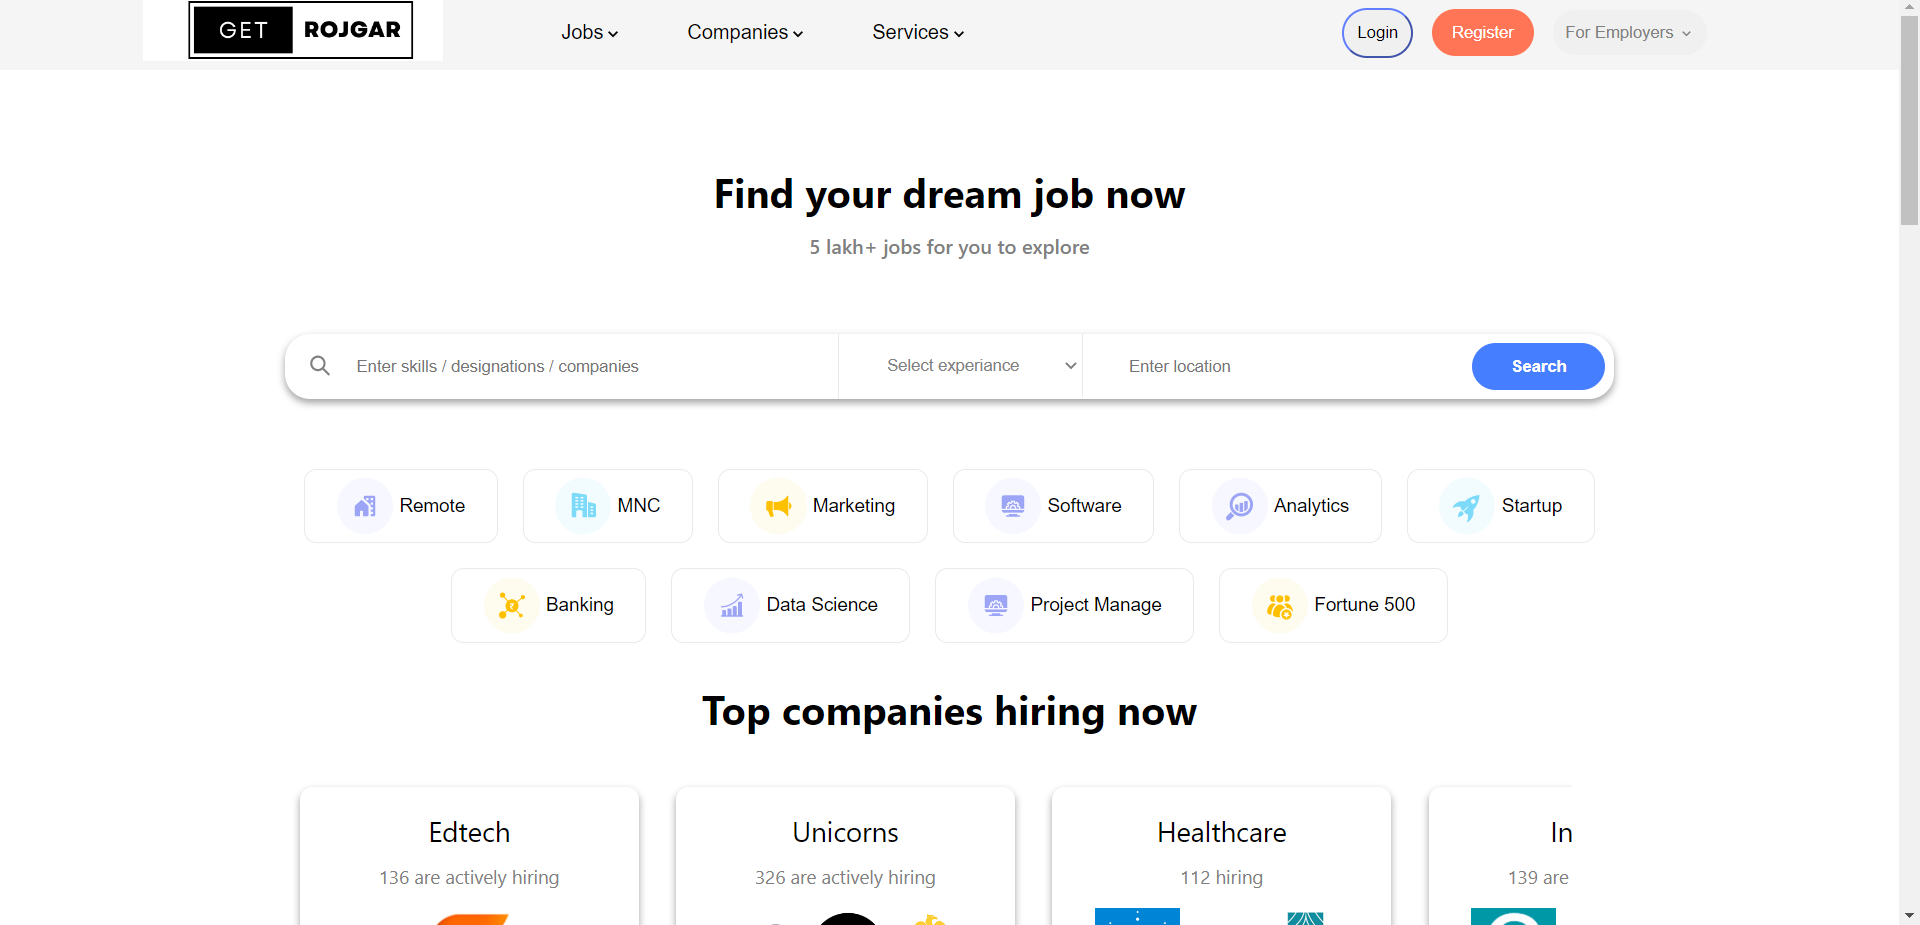 GET ROJGAR
Jobs Companies Services Login Register For Employers
Find your dream job now
5 lakh+ jobs for you to explore
Enter skills / designations / companies Select experiance Enter location Search
Remote MNC Marketing Software Analytics Startup
Banking Data Science Project Manage Fortune 500
Top companies hiring now
Edtech Unicorns Healthcare In
136 are actively hiring 326 are actively hiring 112 hiring 139 are